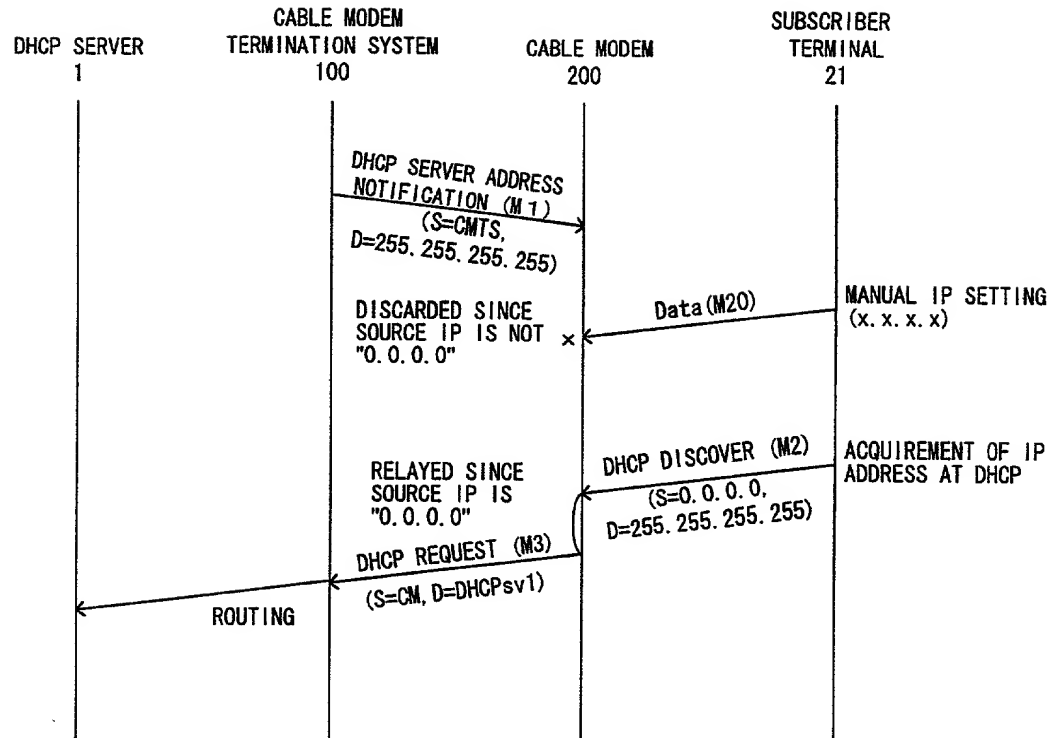 DHCP SERVER
1
CABLE MODEM
TERMINATION SYSTEM
100
CABLE MODEM
200
SUBSCRIBER
TERMINAL
21
DHCP SERVER ADDRESS
NOTIFICATION (M1)
(S=CMTS,
D=255.255.255.255)
Data(M20)
MANUAL IP SETTING
(x.x.x.x)
DISCARDED SINCE
SOURCE IP IS NOT
"0.0.0.0"
×
DHCP DISCOVER (M2)
(S=0.0.0.0,
D=255.255.255.255)
ACQUIREMENT OF IP
ADDRESS AT DHCP
RELAYED SINCE
SOURCE IP IS
"0.0.0.0"
DHCP REQUEST (M3)
(S=CM, D=DHCPsv1)
ROUTING